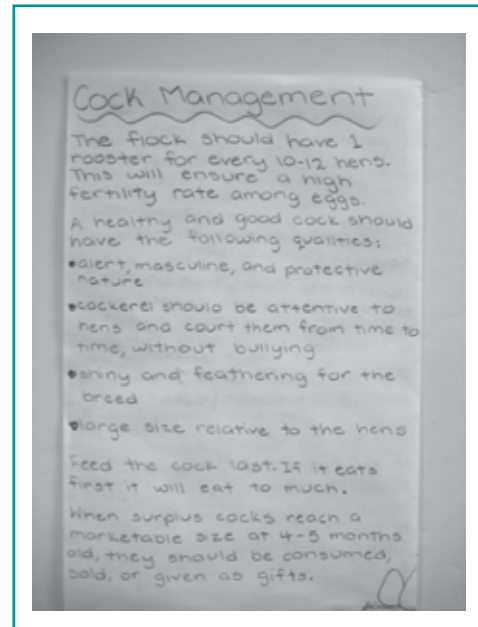 Cock Management
The flock should have 1
rooster for every 10-12 hens.
This will ensure a high
fertility rate among eggs.
A healthy and good cock should
have the following qualities:
•alert, masculine, and protective
nature
•cockerel should be attentive to
hens and court them from time to
time, without bullying
•shiny and feathering for the
breed
•large size relative to the hens
Feed the cock last. If it eats
first it will eat to much.
When surplus cocks reach a
marketable size at 4-5 months
old, they should be consumed,
sold, or given as gifts.